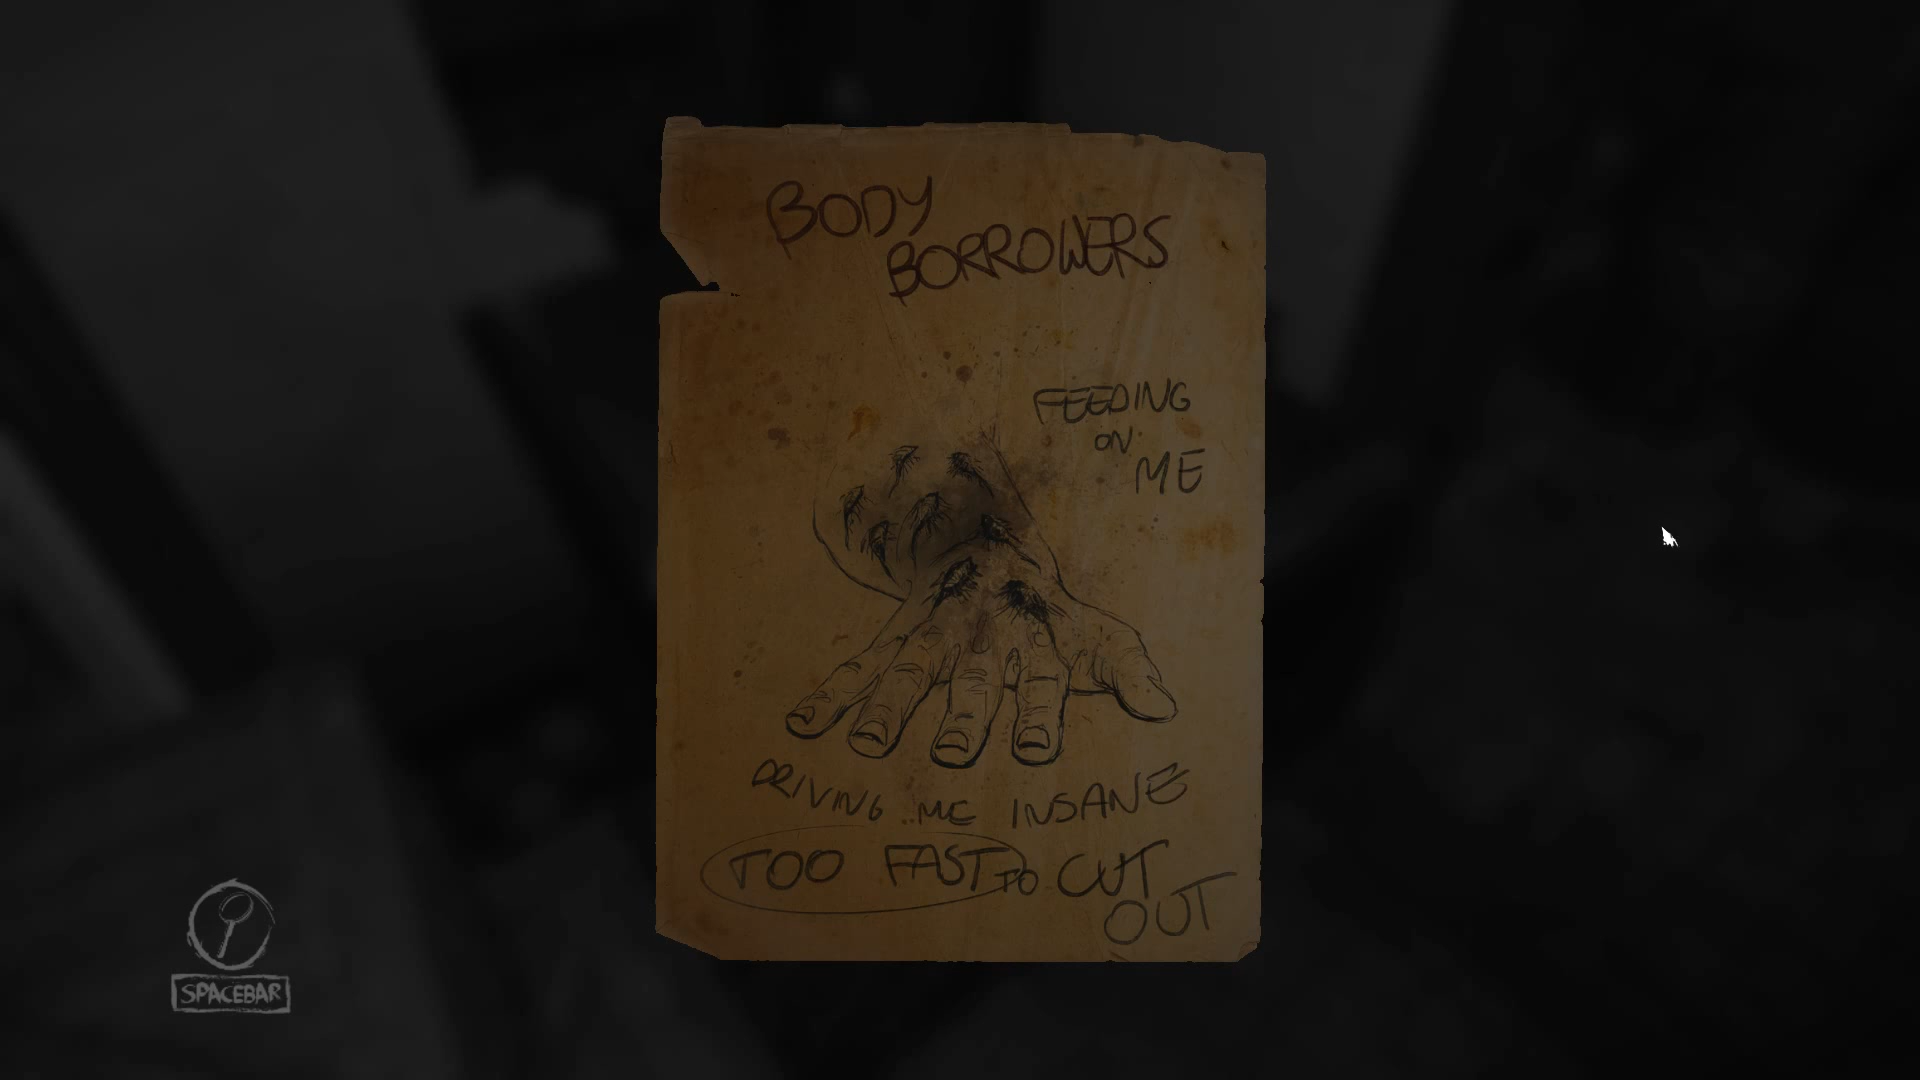 BODY
BORROWERS
FEEDING
ON
ME
DRIVING ME INSANE
TOO FAST TO CUT
OUT
SPACEBAR